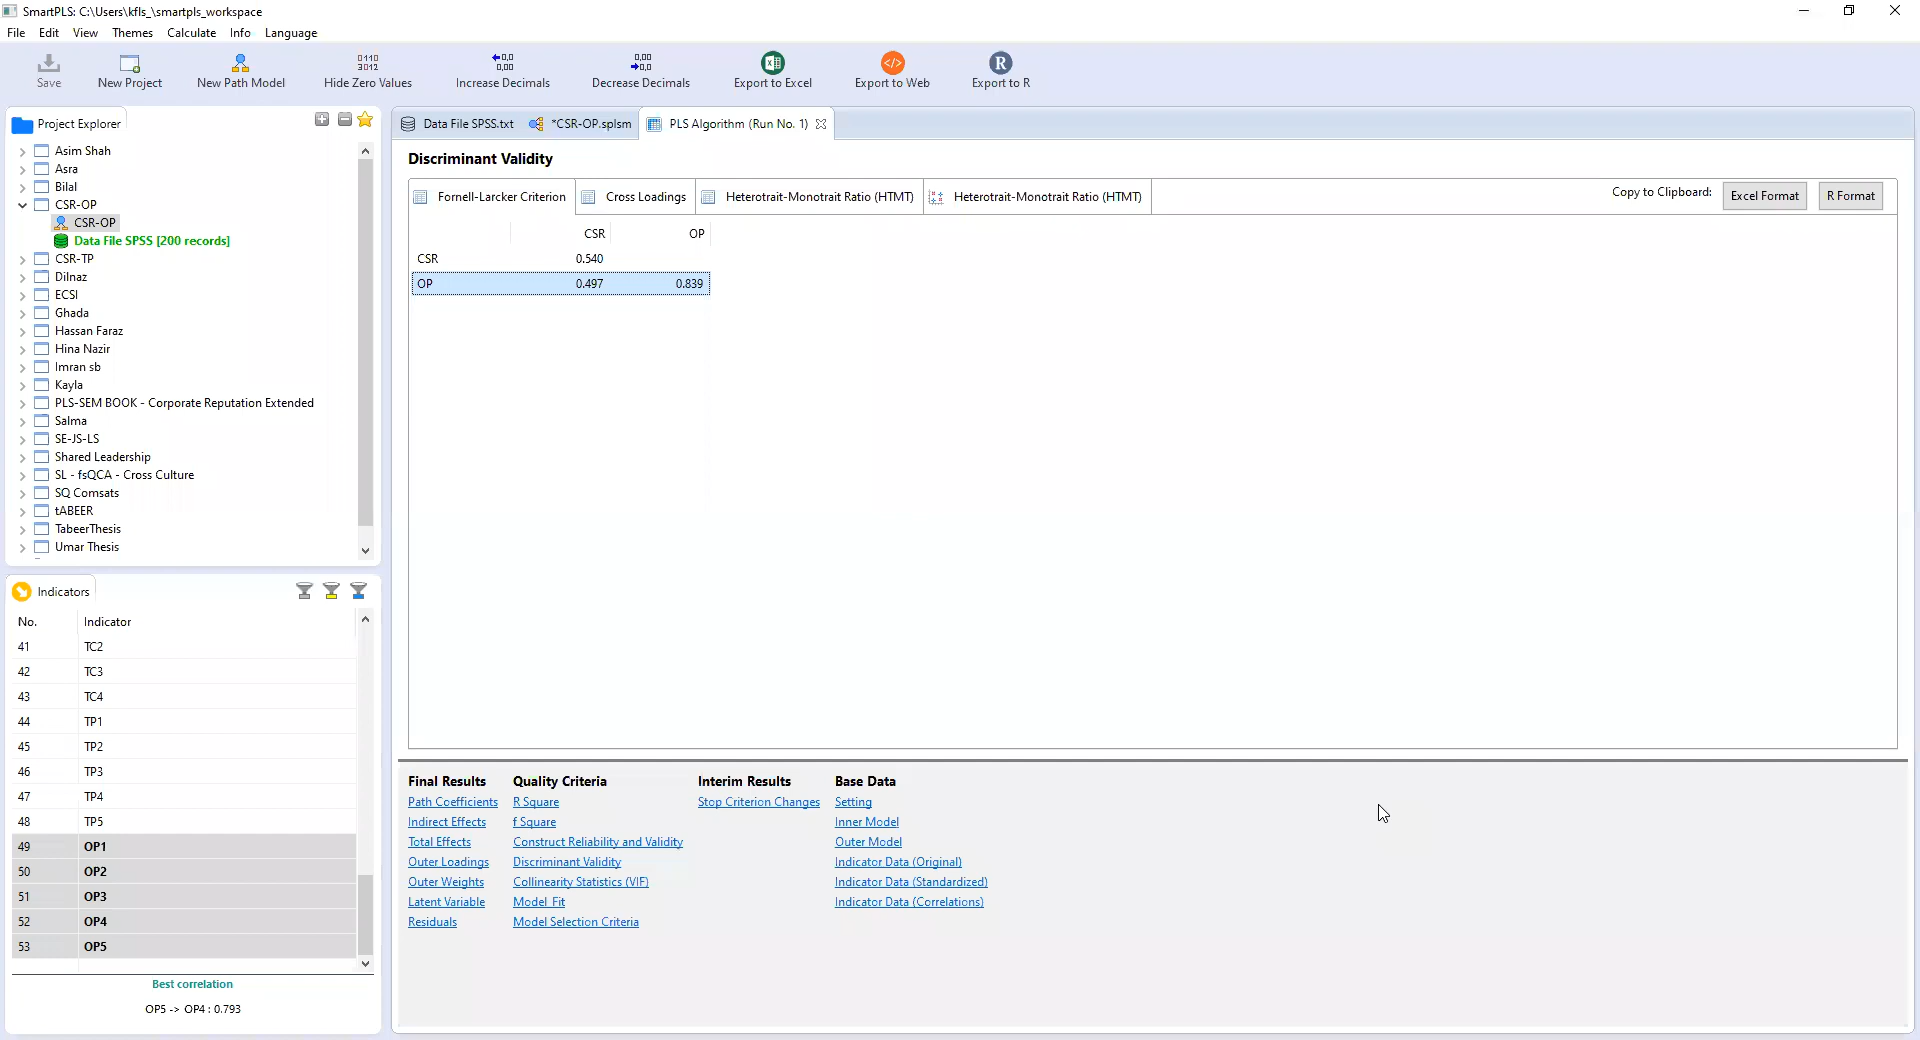 SmartPLS: C:\Users\kfls_\smartpls_workspace
File Edit View Themes Calculate Info Language
Save New Project New Path Model Hide Zero Values Increase Decimals Decrease Decimals Export to Excel Export to Web Export to R
Project Explorer
Asim Shah
Asra
Bilal
CSR-OP
CSR-OP
Data File SPSS [200 records]
CSR-TP
Dilnaz
ECSI
Ghada
Hassan Faraz
Hina Nazir
Imran sb
Kayla
PLS-SEM BOOK - Corporate Reputation Extended
Salma
SE-JS-LS
Shared Leadership
SL - fsQCA - Cross Culture
SQ Comsats
tABEER
TabeerThesis
Umar Thesis
Indicators
No. Indicator
41 TC2
42 TC3
43 TC4
44 TP1
45 TP2
46 TP3
47 TP4
48 TP5
49 OP1
50 OP2
51 OP3
52 OP4
53 OP5
Best correlation
OP5 -> OP4 : 0.793
Data File SPSS.txt *CSR-OP.splsm PLS Algorithm (Run No. 1)
Discriminant Validity
Fornell-Larcker Criterion Cross Loadings Heterotrait-Monotrait Ratio (HTMT) Heterotrait-Monotrait Ratio (HTMT) Copy to Clipboard: Excel Format R Format
CSR OP
CSR 0.540
OP 0.497 0.839
Final Results Quality Criteria Interim Results Base Data
Path Coefficients R Square Stop Criterion Changes Setting
Indirect Effects f Square Inner Model
Total Effects Construct Reliability and Validity Outer Model
Outer Loadings Discriminant Validity Indicator Data (Original)
Outer Weights Collinearity Statistics (VIF) Indicator Data (Standardized)
Latent Variable Model_Fit Indicator Data (Correlations)
Residuals Model Selection Criteria